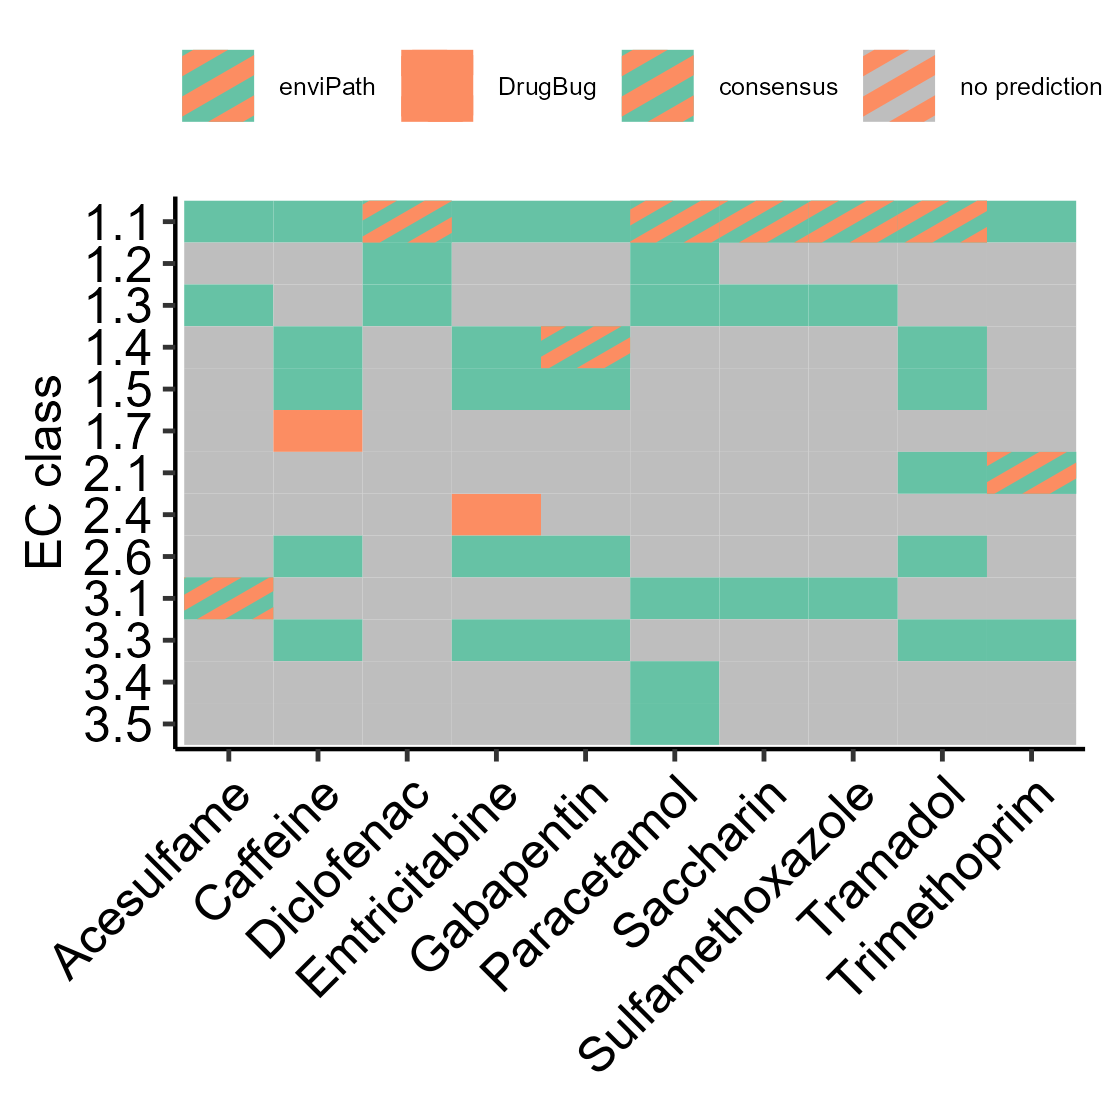 enviPath
DrugBug
consensus
no prediction
EC class
1.1
1.2
1.3
1.4
1.5
1.7
2.1
2.4
2.6
3.1
3.3
3.4
3.5
Acesulfame
Caffeine
Diclofenac
Emtricitabine
Gabapentin
Paracetamol
Saccharin
Sulfamethoxazole
Tramadol
Trimethoprim